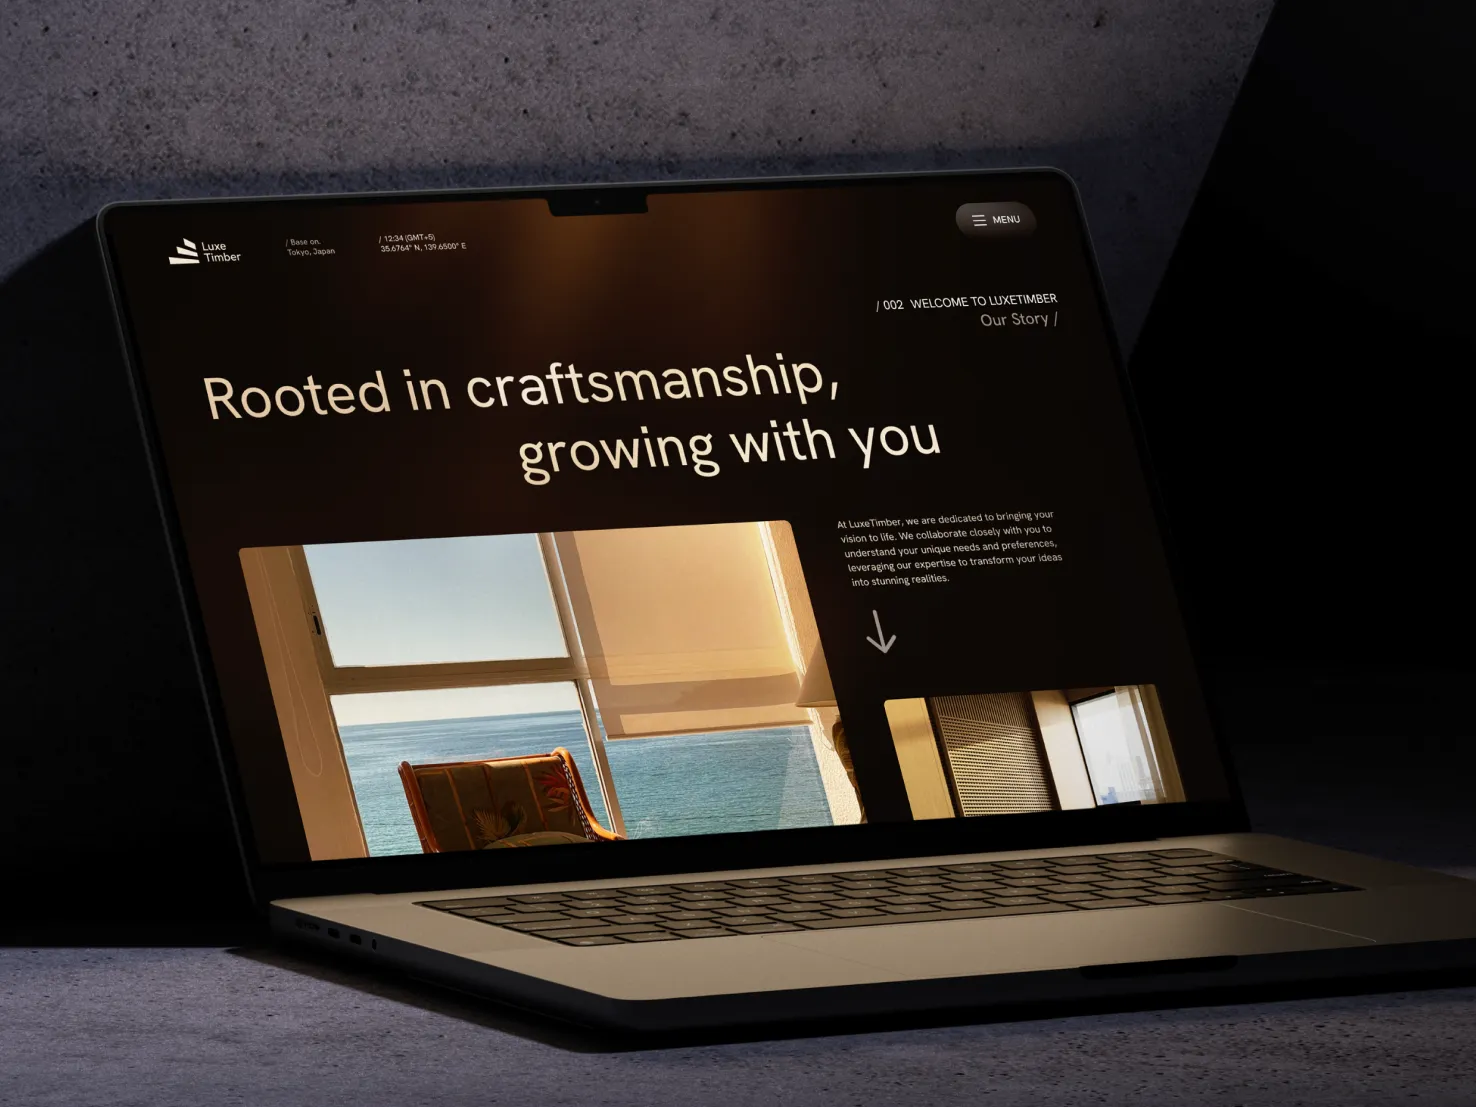 Luxe
Timber
/ Base on.
Tokyo, Japan
/ 12:34 (GMT+5)
35.6764° N, 139.6500° E
MENU
/ 002 WELCOME TO LUXETIMBER
Our Story /
Rooted in craftsmanship,
growing with you
At LuxeTimber, we are dedicated to bringing your
vision to life. We collaborate closely with you to
understand your unique needs and preferences,
leveraging our expertise to transform your ideas
into stunning realities.